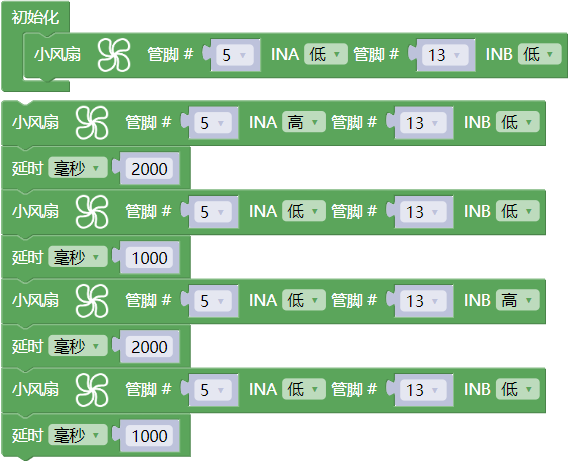 初始化
小风扇 管脚 # 5 INA 低 管脚 # 13 INB 低
小风扇 管脚 # 5 INA 高 管脚 # 13 INB 低
延时 毫秒 2000
小风扇 管脚 # 5 INA 低 管脚 # 13 INB 低
延时 毫秒 1000
小风扇 管脚 # 5 INA 低 管脚 # 13 INB 高
延时 毫秒 2000
小风扇 管脚 # 5 INA 低 管脚 # 13 INB 低
延时 毫秒 1000